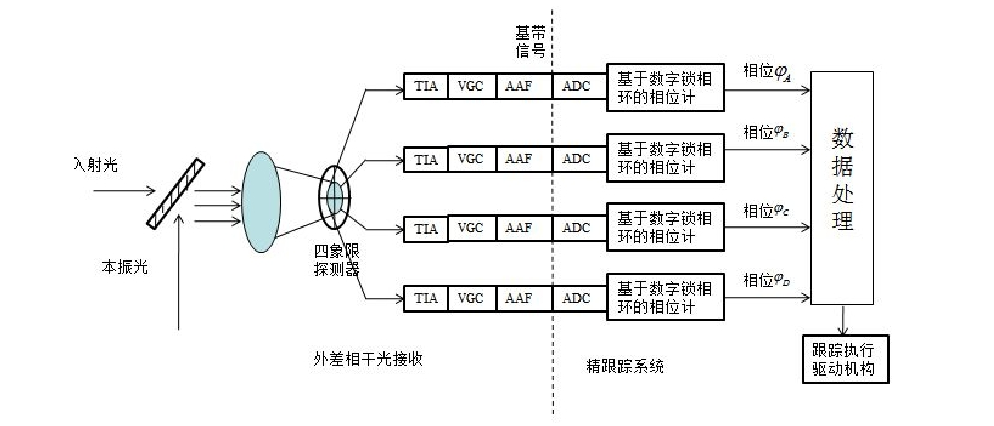 基带
信号
TIA VGC AAF ADC
基于数字锁相
环的相位计
相位φA
入射光
TIA VGC AAF ADC
基于数字锁相
环的相位计
相位φB
数据处理
本振光
四象限
探测器
TIA VGC AAF ADC
基于数字锁相
环的相位计
相位φC
TIA VGC AAF ADC
基于数字锁相
环的相位计
相位φD
外差相干光接收
精跟踪系统
跟踪执行
驱动机构